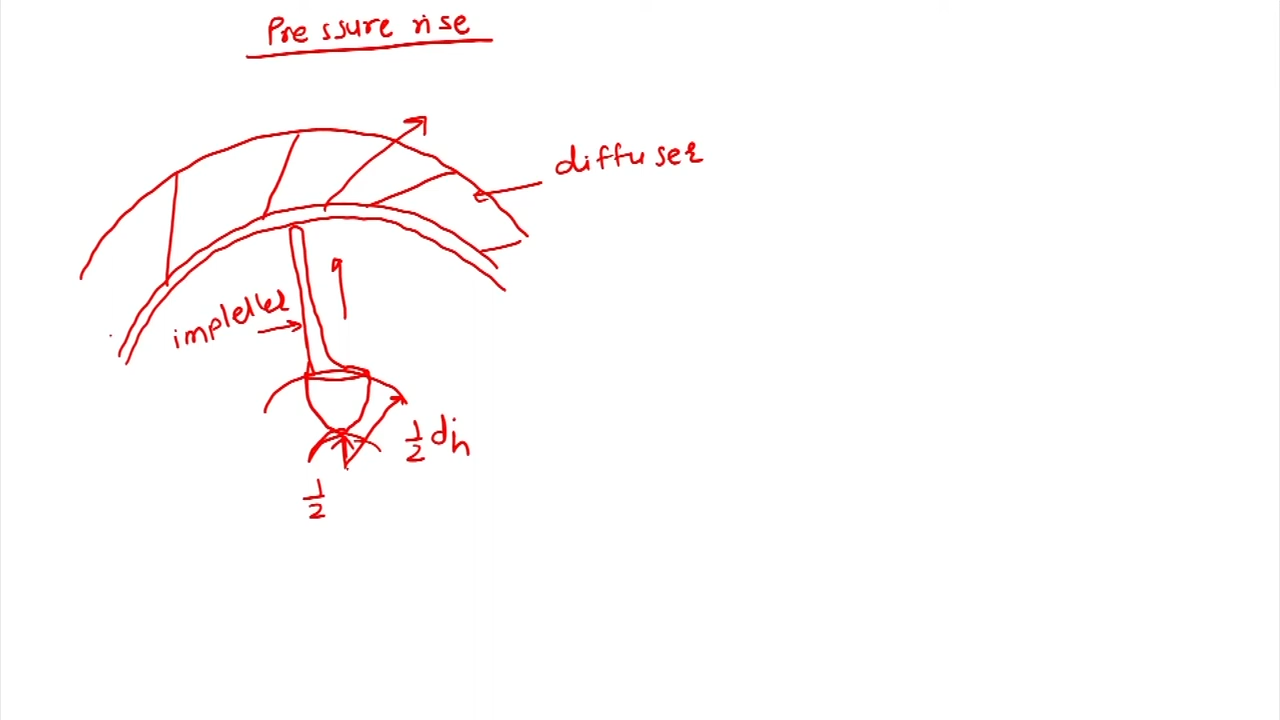 Pressure rise
diffuser
impleller
1/2 dh
1/2